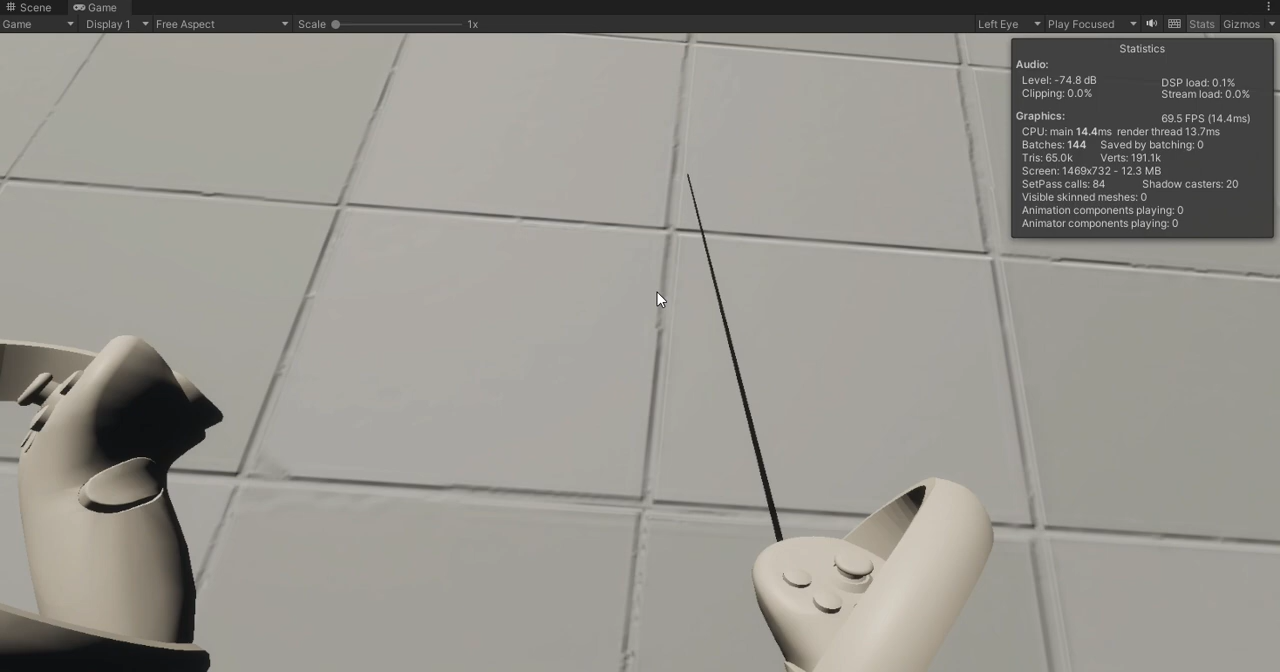 Scene Game
Game Display 1 Free Aspect Scale 1x Left Eye Play Focused Stats Gizmos
Statistics
Audio:
Level: -74.8 dB DSP load: 0.1%
Clipping: 0.0% Stream load: 0.0%
Graphics: 69.5 FPS (14.4ms)
CPU: main 14.4ms render thread 13.7ms
Batches: 144 Saved by batching: 0
Tris: 65.0k Verts: 191.1k
Screen: 1469x732 - 12.3 MB
SetPass calls: 84 Shadow casters: 20
Visible skinned meshes: 0
Animation components playing: 0
Animator components playing: 0